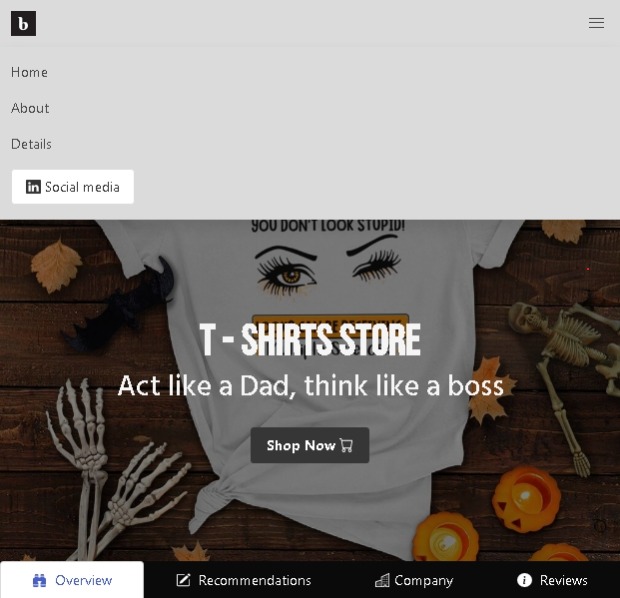 b
Home
About
Details
Social media
YOU DON'T LOOK STUPID!
T - SHIRTS STORE
Act like a Dad, think like a boss
Shop Now
Overview
Recommendations
Company
Reviews